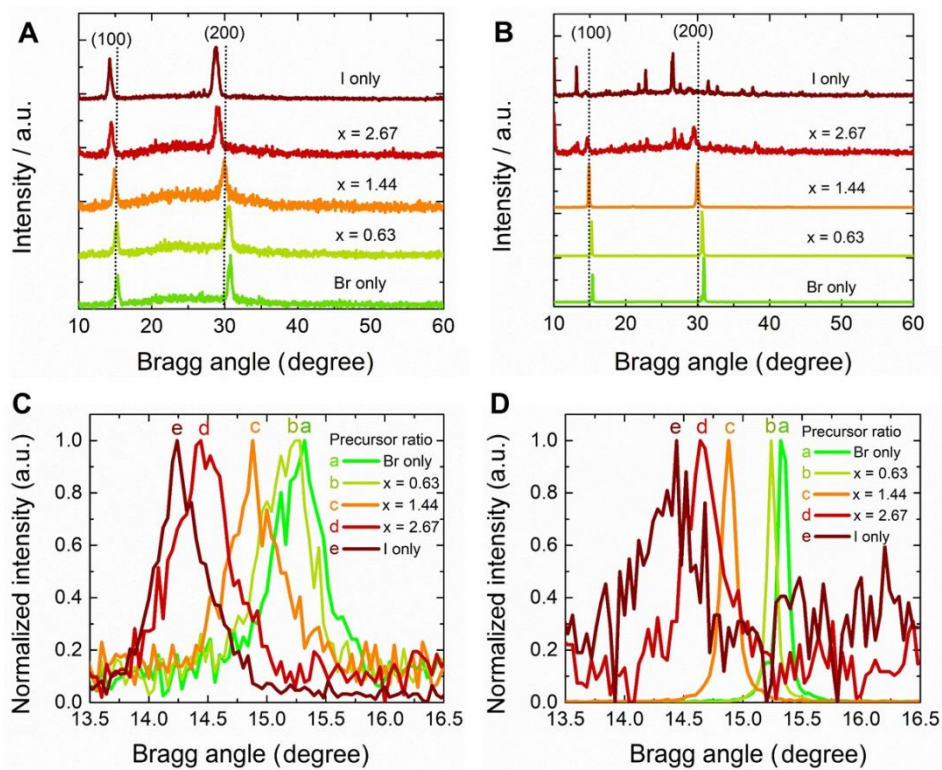 A
(100)
(200)
I only
x = 2.67
x = 1.44
x = 0.63
Br only
Intensity / a.u.
10 20 30 40 50 60
Bragg angle (degree)
B
(100)
(200)
I only
x = 2.67
x = 1.44
x = 0.63
Br only
Intensity / a.u.
10 20 30 40 50 60
Bragg angle (degree)
C
e d c b a
Precursor ratio
a Br only
b x = 0.63
c x = 1.44
d x = 2.67
e I only
Normalized intensity (a.u.)
1.0
0.8
0.6
0.4
0.2
0.0
13.5 14.0 14.5 15.0 15.5 16.0 16.5
Bragg angle (degree)
D
e d c b a
Precursor ratio
a Br only
b x = 0.63
c x = 1.44
d x = 2.67
e I only
Normalized intensity (a.u.)
1.0
0.8
0.6
0.4
0.2
0.0
13.5 14.0 14.5 15.0 15.5 16.0 16.5
Bragg angle (degree)